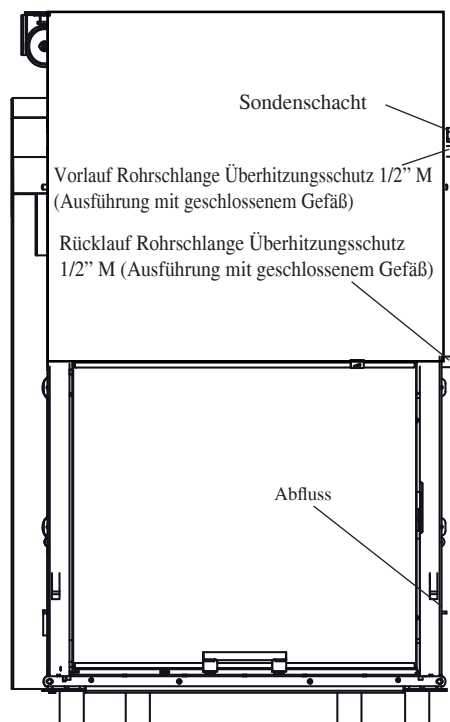 Sondenschacht
Vorlauf Rohrschlange Überhitzungsschutz 1/2” M
(Ausführung mit geschlossenem Gefäß)
Rücklauf Rohrschlange Überhitzungsschutz
1/2” M (Ausführung mit geschlossenem Gefäß)
Abfluss